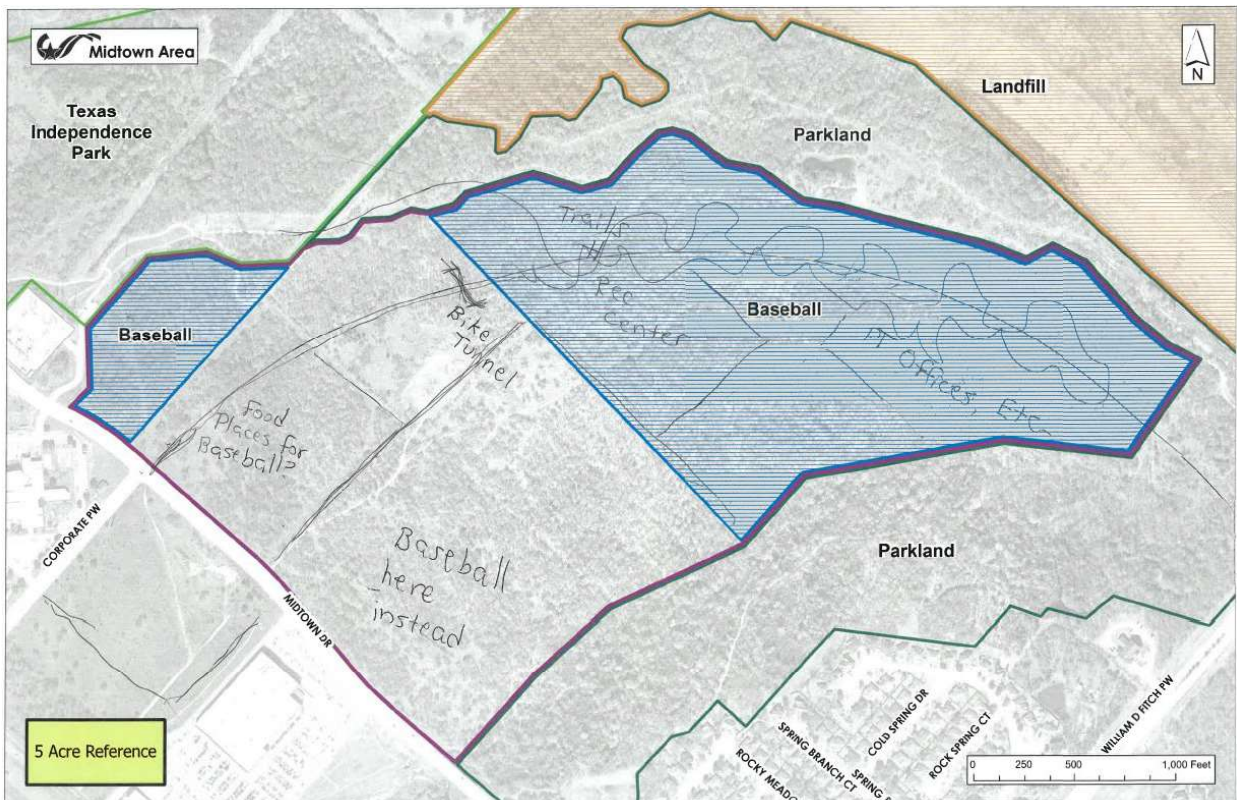 Midtown Area
N
Texas
Independence
Park
Landfill
Parkland
Trails
TH
Rec
Center
Baseball
Baseball
Bike
Tunnel
IT Offices, Etc
Food
Places for
Baseball?
Baseball
here
instead
Parkland
CORPORATE PW
MIDTOWN DR
COLD SPRING DR
ROCK SPRING CT
SPRING BRANCH CT
WILLIAM D FITCH PW
5 Acre Reference
0 250 500 1,000 Feet